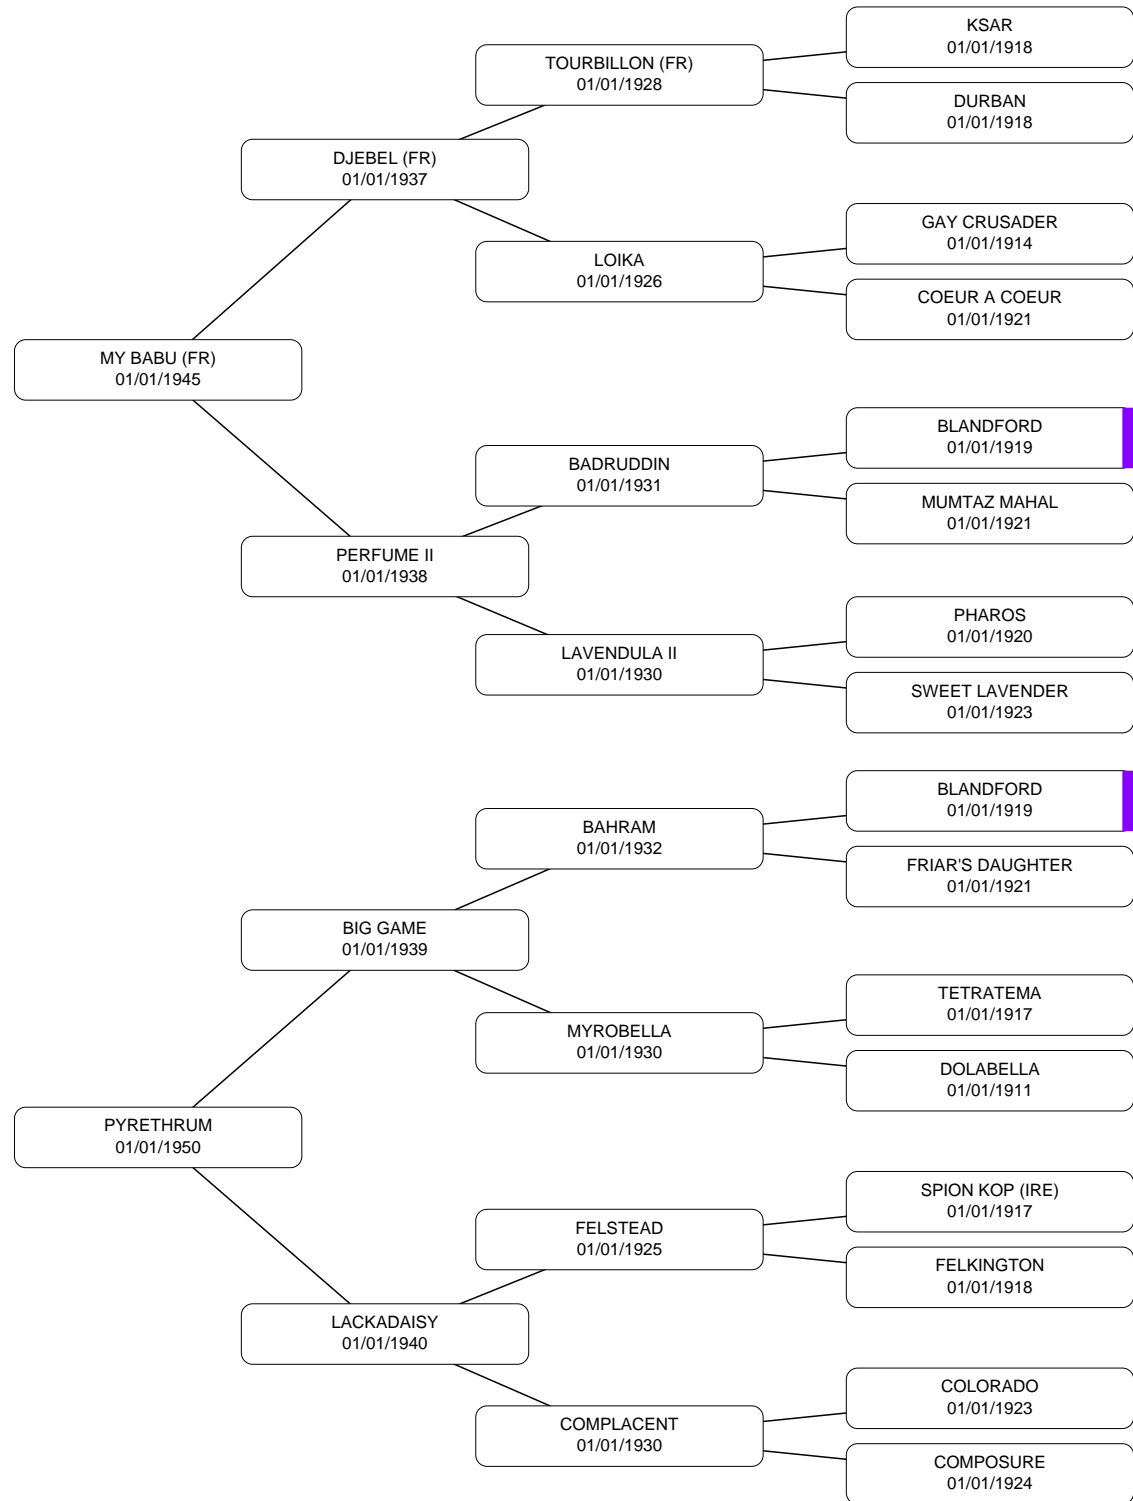 KSAR
01/01/1918
TOURBILLON (FR)
01/01/1928
DURBAN
01/01/1918
DJEBEL (FR)
01/01/1937
GAY CRUSADER
01/01/1914
LOIKA
01/01/1926
COEUR A COEUR
01/01/1921
MY BABU (FR)
01/01/1945
BLANDFORD
01/01/1919
BADRUDDIN
01/01/1931
MUMTAZ MAHAL
01/01/1921
PERFUME II
01/01/1938
PHAROS
01/01/1920
LAVENDULA II
01/01/1930
SWEET LAVENDER
01/01/1923
BLANDFORD
01/01/1919
BAHRAM
01/01/1932
FRIAR'S DAUGHTER
01/01/1921
BIG GAME
01/01/1939
TETRATEMA
01/01/1917
MYROBELLA
01/01/1930
DOLABELLA
01/01/1911
PYRETHRUM
01/01/1950
SPION KOP (IRE)
01/01/1917
FELSTEAD
01/01/1925
FELKINGTON
01/01/1918
LACKADAISY
01/01/1940
COLORADO
01/01/1923
COMPLACENT
01/01/1930
COMPOSURE
01/01/1924